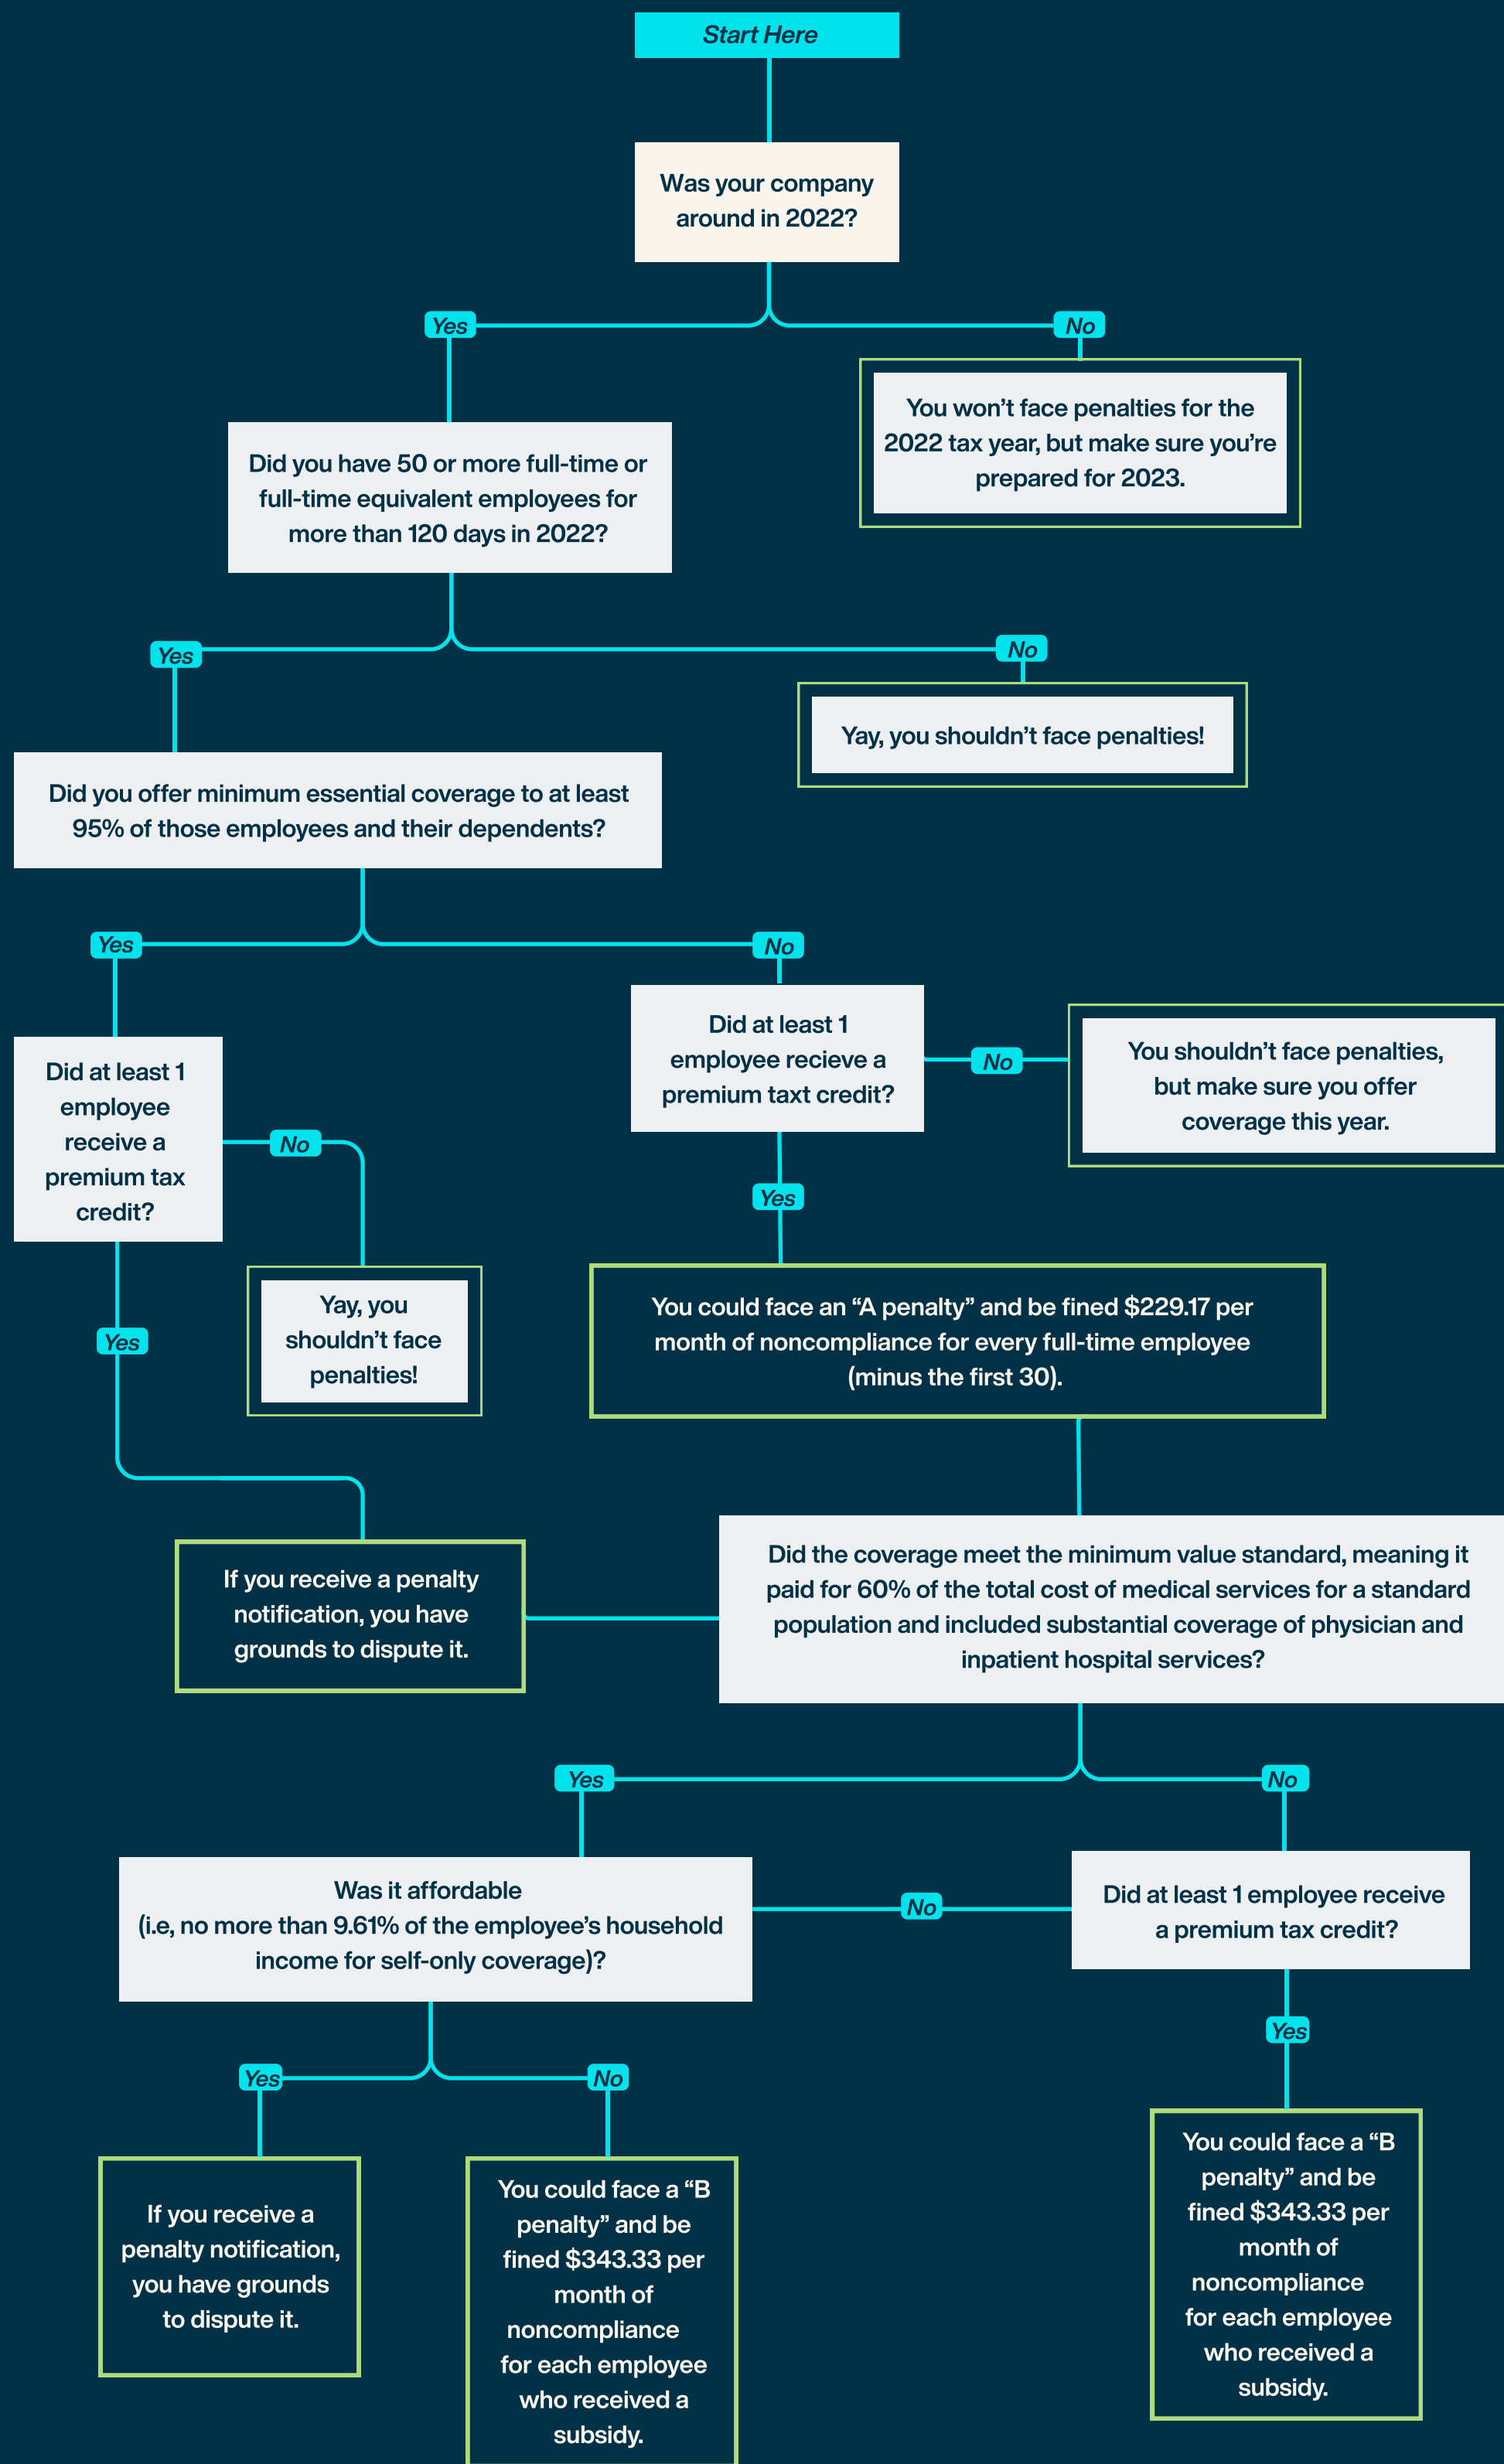 Start Here
Was your company
around in 2022?
Yes
No
You won’t face penalties for the
2022 tax year, but make sure you’re
prepared for 2023.
Did you have 50 or more full-time or
full-time equivalent employees for
more than 120 days in 2022?
Yes
No
Yay, you shouldn’t face penalties!
Did you offer minimum essential coverage to at least
95% of those employees and their dependents?
Yes
No
Did at least 1
employee recieve a
premium taxt credit?
No
You shouldn’t face penalties,
but make sure you offer
coverage this year.
Did at least 1
employee
receive a
premium tax
credit?
No
Yes
Yay, you
shouldn’t face
penalties!
You could face an “A penalty” and be fined $229.17 per
month of noncompliance for every full-time employee
(minus the first 30).
Yes
If you receive a penalty
notification, you have
grounds to dispute it.
Did the coverage meet the minimum value standard, meaning it
paid for 60% of the total cost of medical services for a standard
population and included substantial coverage of physician and
inpatient hospital services?
Yes
No
Was it affordable
(i.e, no more than 9.61% of the employee’s household
income for self-only coverage)?
No
Did at least 1 employee receive
a premium tax credit?
Yes
Yes
No
If you receive a
penalty notification,
you have grounds
to dispute it.
You could face a “B
penalty” and be
fined $343.33 per
month of
noncompliance
for each employee
who received a
subsidy.
You could face a “B
penalty” and be
fined $343.33 per
month of
noncompliance
for each employee
who received a
subsidy.